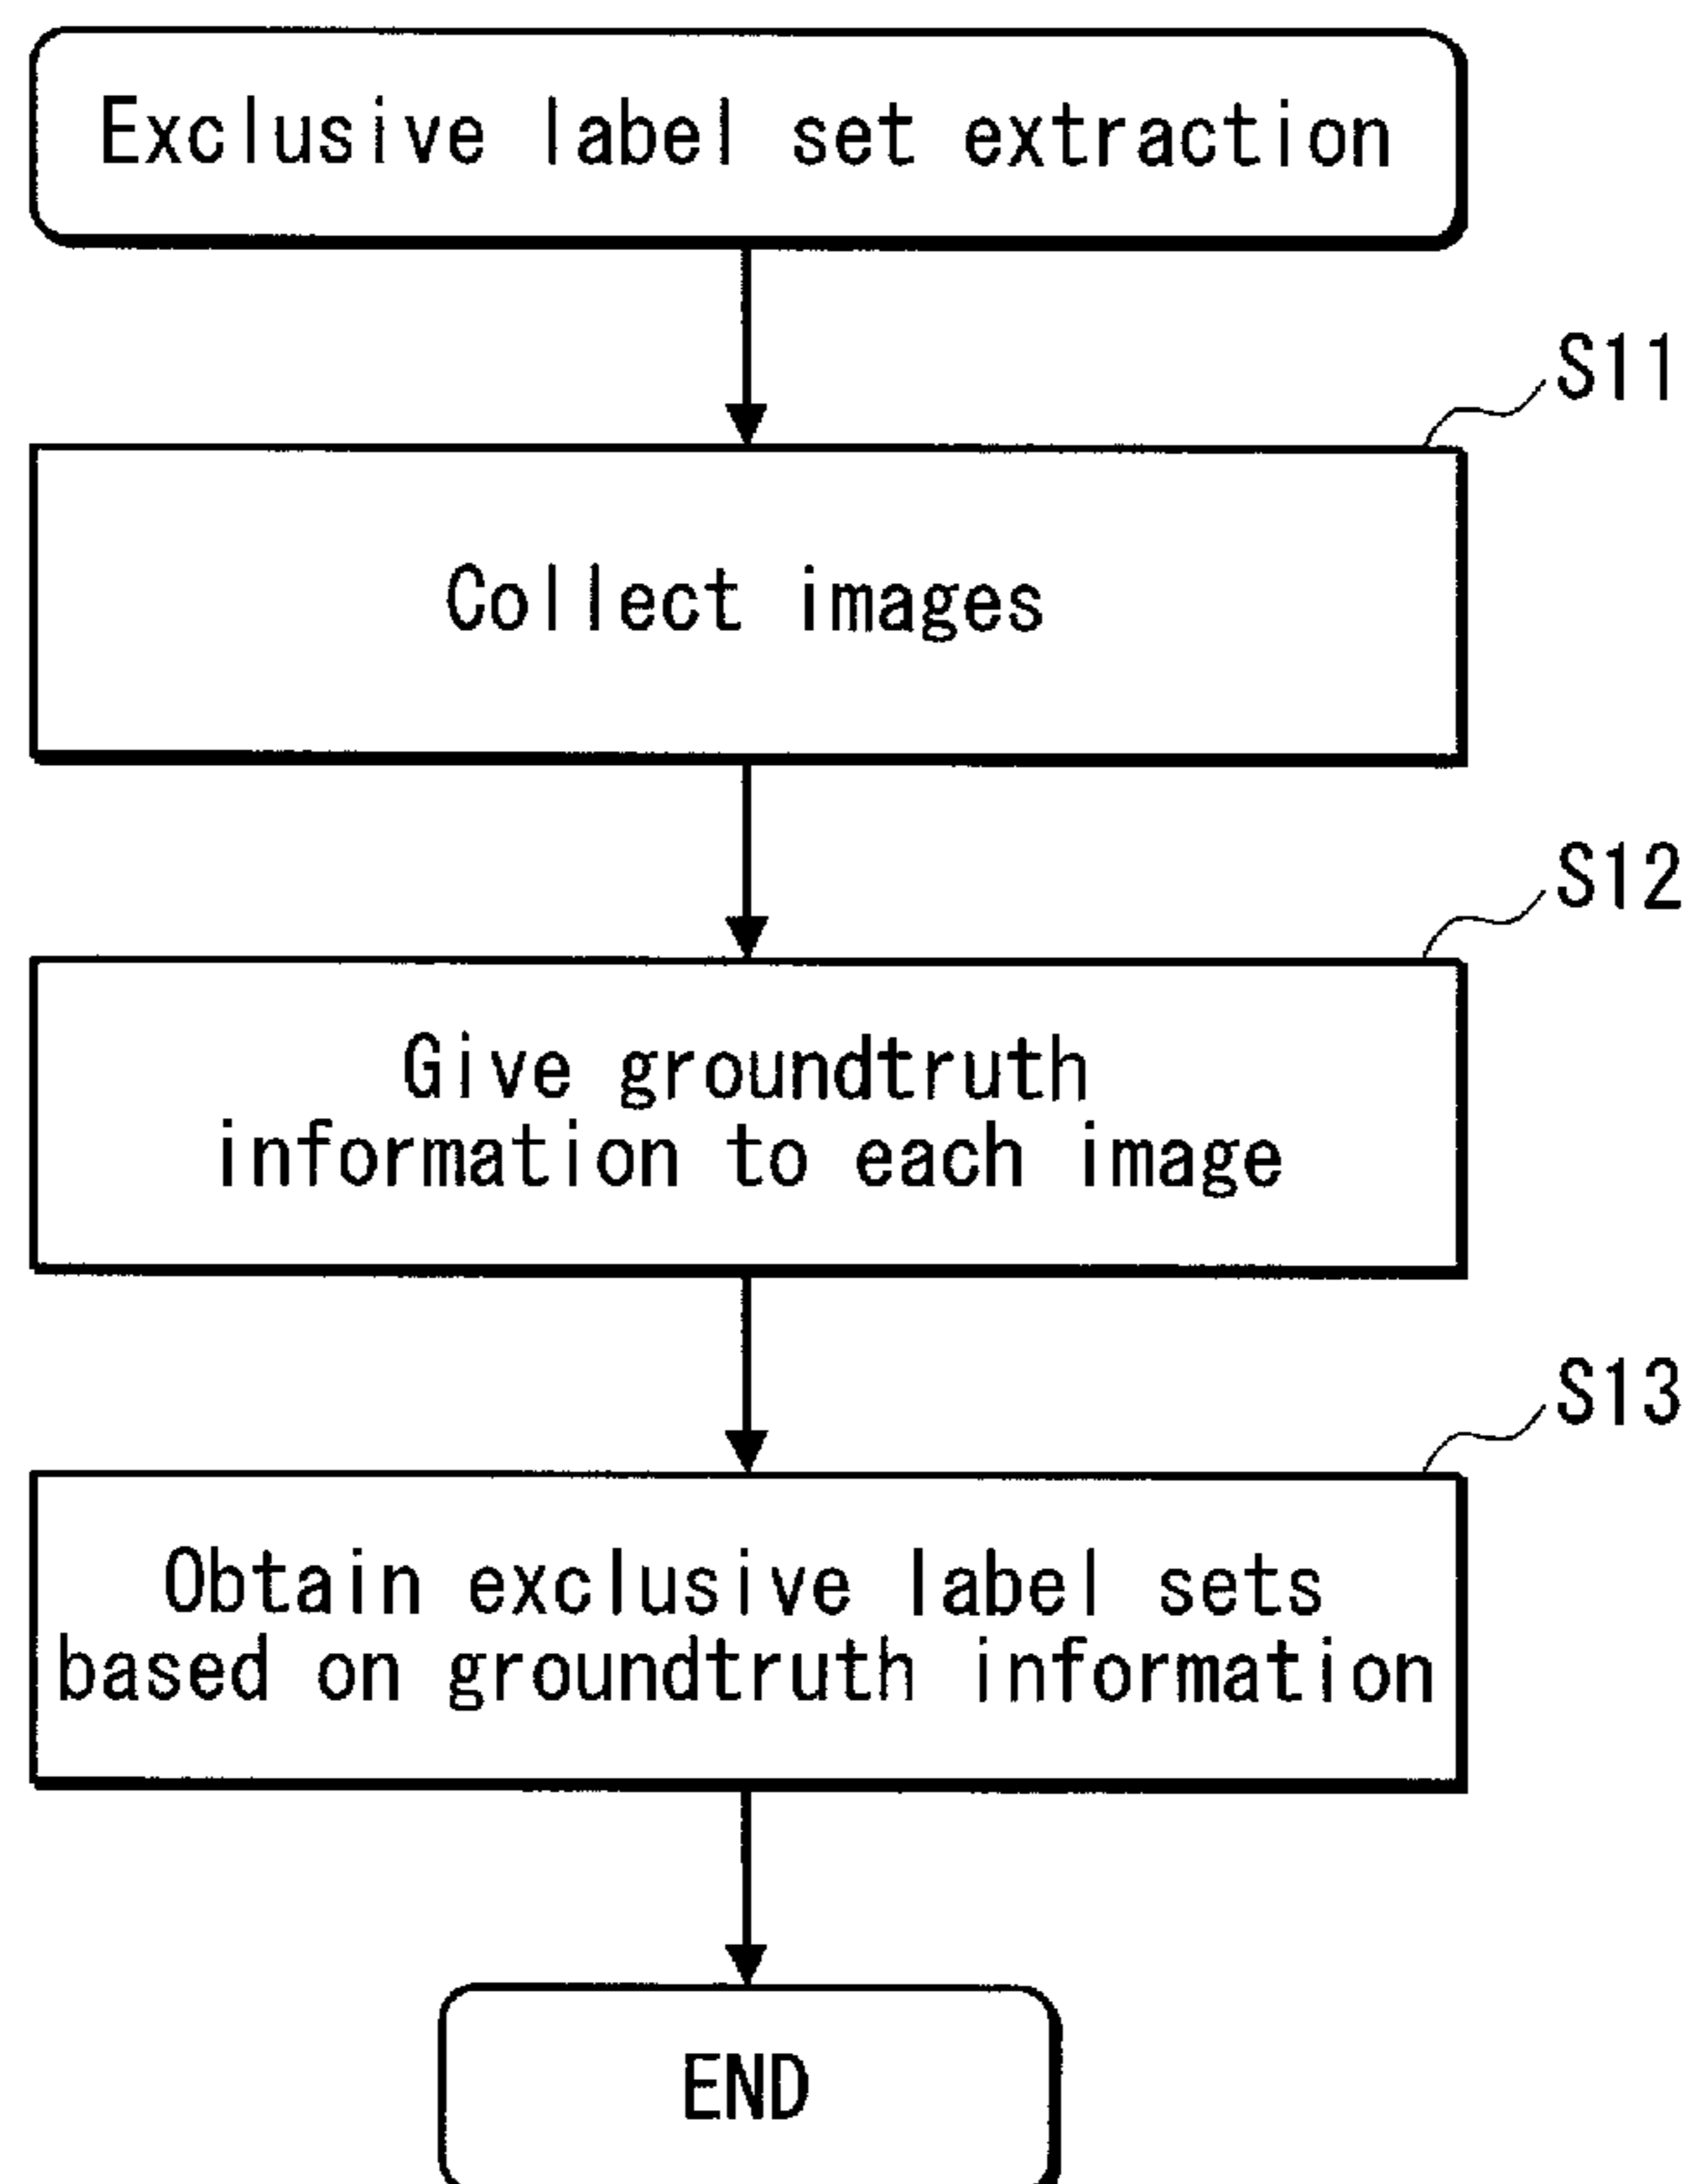 Exclusive label set extraction
S11
Collect images
S12
Give groundtruth
information to each image
S13
Obtain exclusive label sets
based on groundtruth information
END